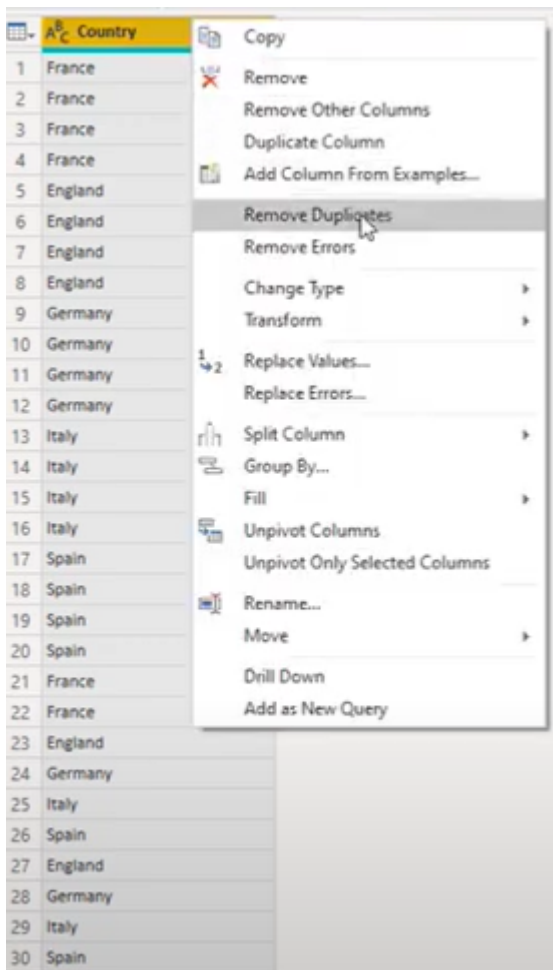 ABC Country
1 France
2 France
3 France
4 France
5 England
6 England
7 England
8 England
9 Germany
10 Germany
11 Germany
12 Germany
13 Italy
14 Italy
15 Italy
16 Italy
17 Spain
18 Spain
19 Spain
20 Spain
21 France
22 France
23 England
24 Germany
25 Italy
26 Spain
27 England
28 Germany
29 Italy
30 Spain
Copy
Remove
Remove Other Columns
Duplicate Column
Add Column From Examples...
Remove Duplicates
Remove Errors
Change Type
Transform
1 2 Replace Values...
Replace Errors...
Split Column
Group By...
Fill
Unpivot Columns
Unpivot Only Selected Columns
Rename...
Move
Drill Down
Add as New Query